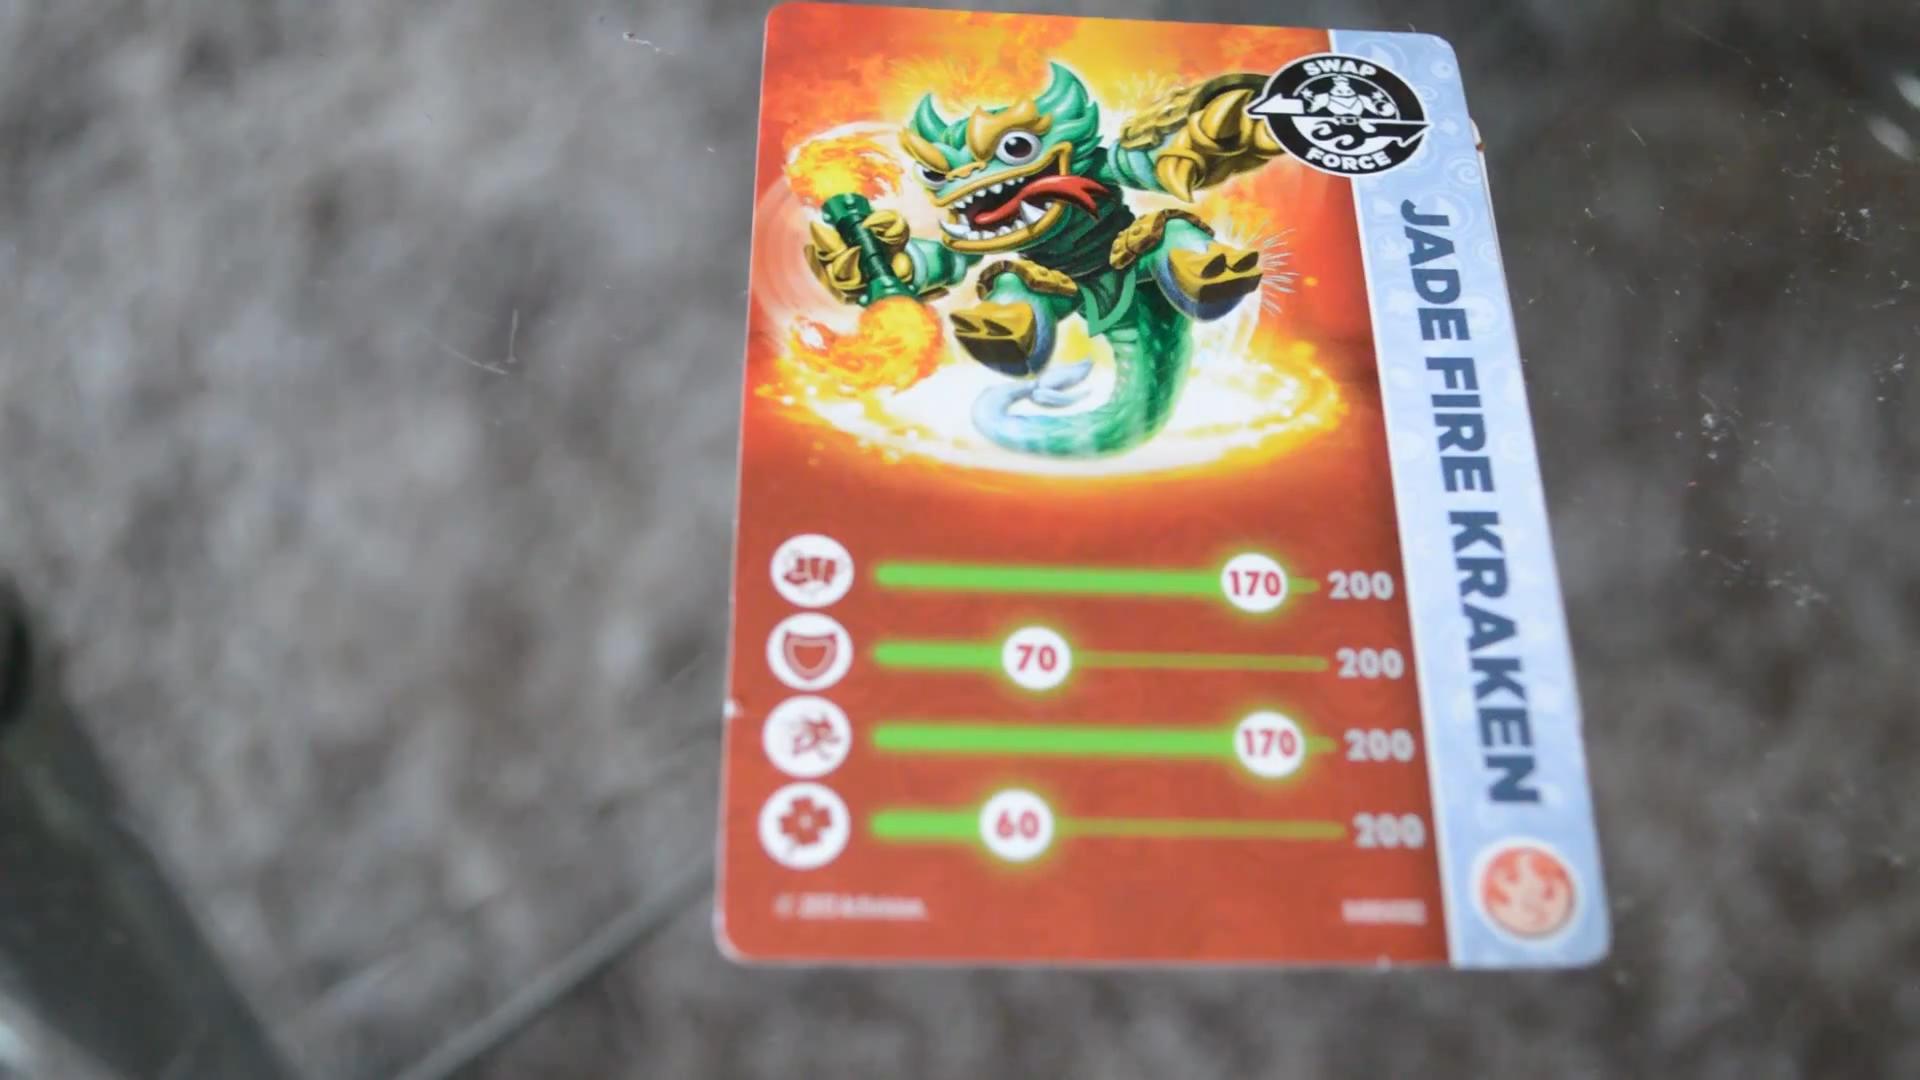 SWAP
FORCE
JADE FIRE KRAKEN
170 200
70 200
170 200
60 200